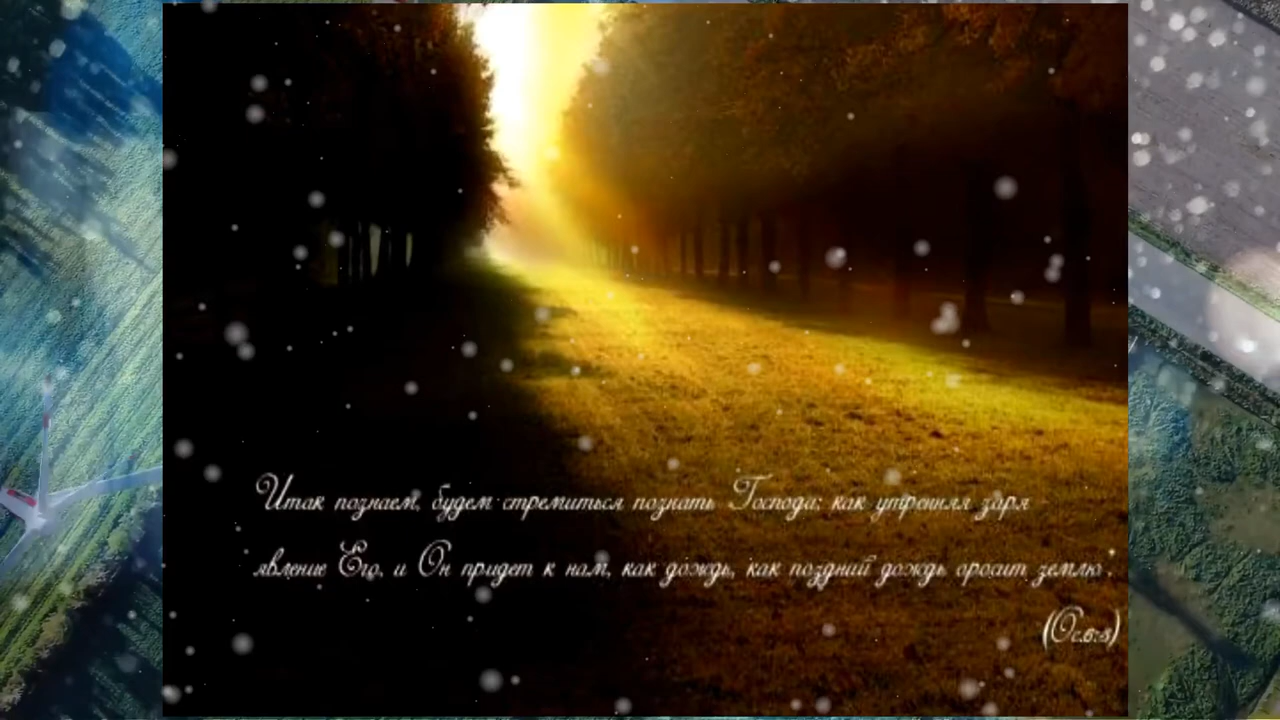 Итак познаем, будем стремиться познать Господа; как утренняя заря
явление Его, и Он придет к нам, как дождь, как поздний дождь оросит землю.
(Ос.6:3)